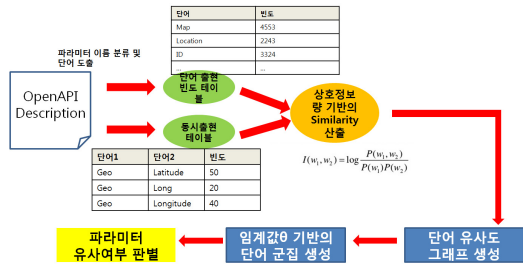 단어 빈도
Map 4553
Location 2243
ID 3324
... ...
파라미터 이름 분류 및
단어 도출
OpenAPI
Description
단어 출현
빈도 테이
블
동시출현
테이블
상호정보
량 기반의
Similarity
산출
I(w₁,w₂)=log P(w₁,w₂) / P(w₁)P(w₂)
단어1 단어2 빈도
Geo Latitude 50
Geo Long 20
Geo Longitude 40
파라미터
유사여부 판별
임계값θ 기반의
단어 군집 생성
단어 유사도
그래프 생성